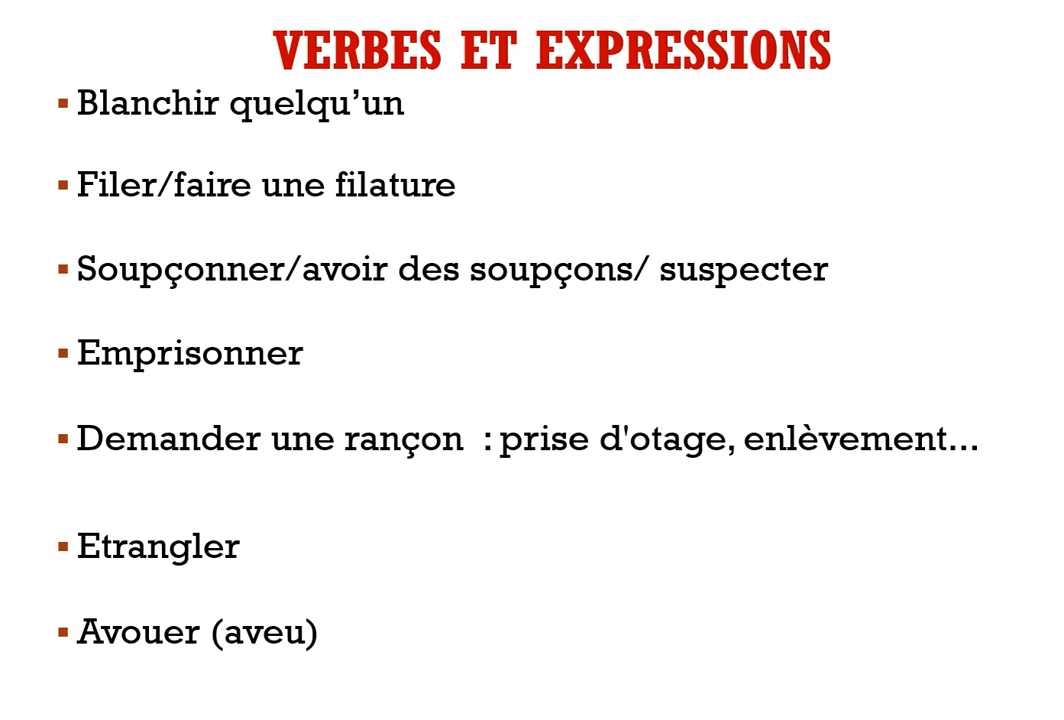 VERBES ET EXPRESSIONS
▪ Blanchir quelqu’un
▪ Filer/faire une filature
▪ Soupçonner/avoir des soupçons/ suspecter
▪ Emprisonner
▪ Demander une rançon  : prise d'otage, enlèvement...
▪ Etrangler
▪ Avouer (aveu)